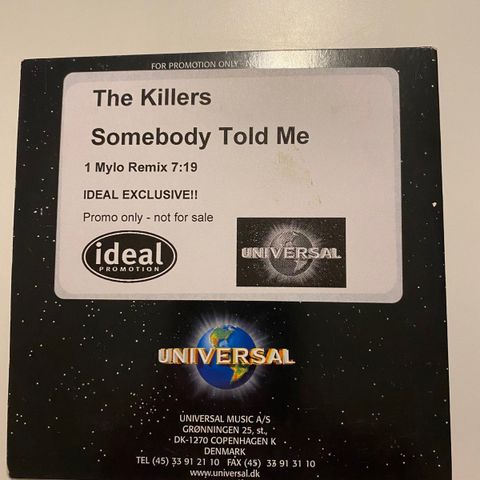 FOR PROMOTION ONLY - NO
The Killers
Somebody Told Me
1 Mylo Remix 7:19
IDEAL EXCLUSIVE!!
Promo only - not for sale
ideal
PROMOTION
UNIVERSAL
UNIVERSAL
UNIVERSAL MUSIC A/S
GRØNNINGEN 25, st.,
DK-1270 COPENHAGEN K
DENMARK
TEL (45) 33 91 21 10 FAX (45) 33 91 31 10
www.universal.dk